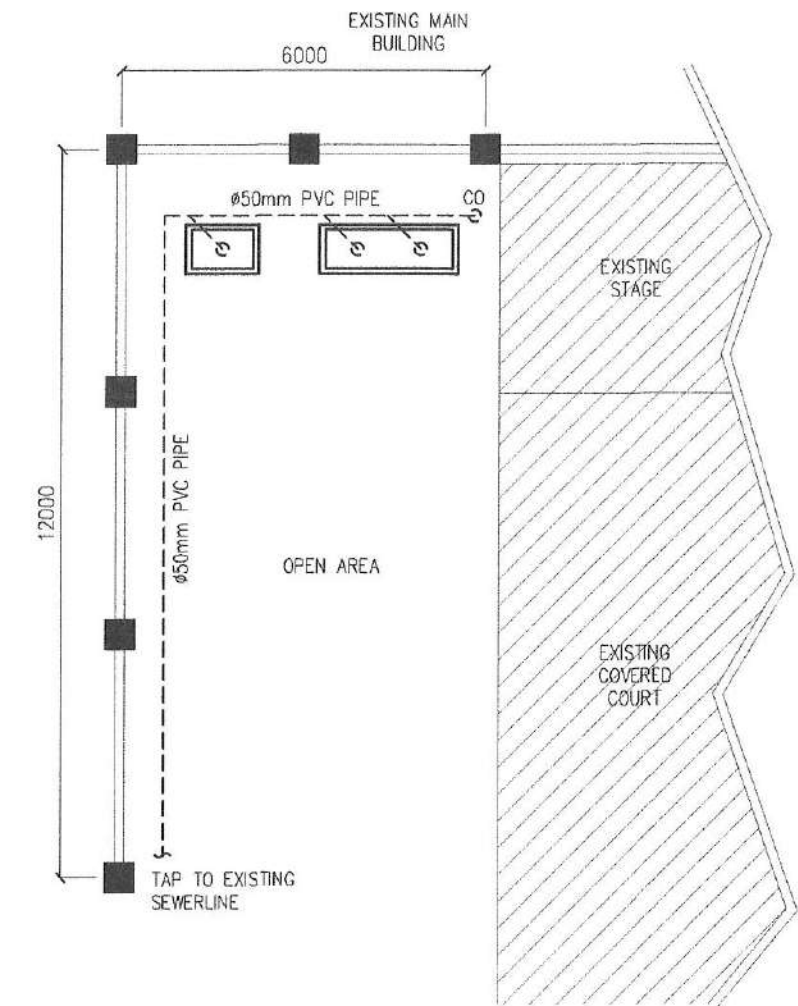 EXISTING MAIN
BUILDING
6000
ø50mm PVC PIPE
CO
EXISTING
STAGE
12000
ø50mm PVC PIPE
OPEN AREA
EXISTING
COVERED
COURT
TAP TO EXISTING
SEWERLINE